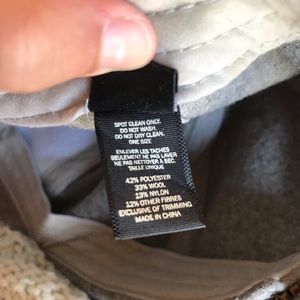 SPOT CLEAN ONLY.
DO NOT WASH.
DO NOT DRY CLEAN.
ONE SIZE
ENLEVER LES TACHES
SEULEMENT NE PAS LAVER
NE PAS NETTOYER A SEC.
TAILLE UNIQUE
42% POLYESTER
33% WOOL
13% NYLON
12% OTHER FIBRES
EXCLUSIVE OF TRIMMING
MADE IN CHINA